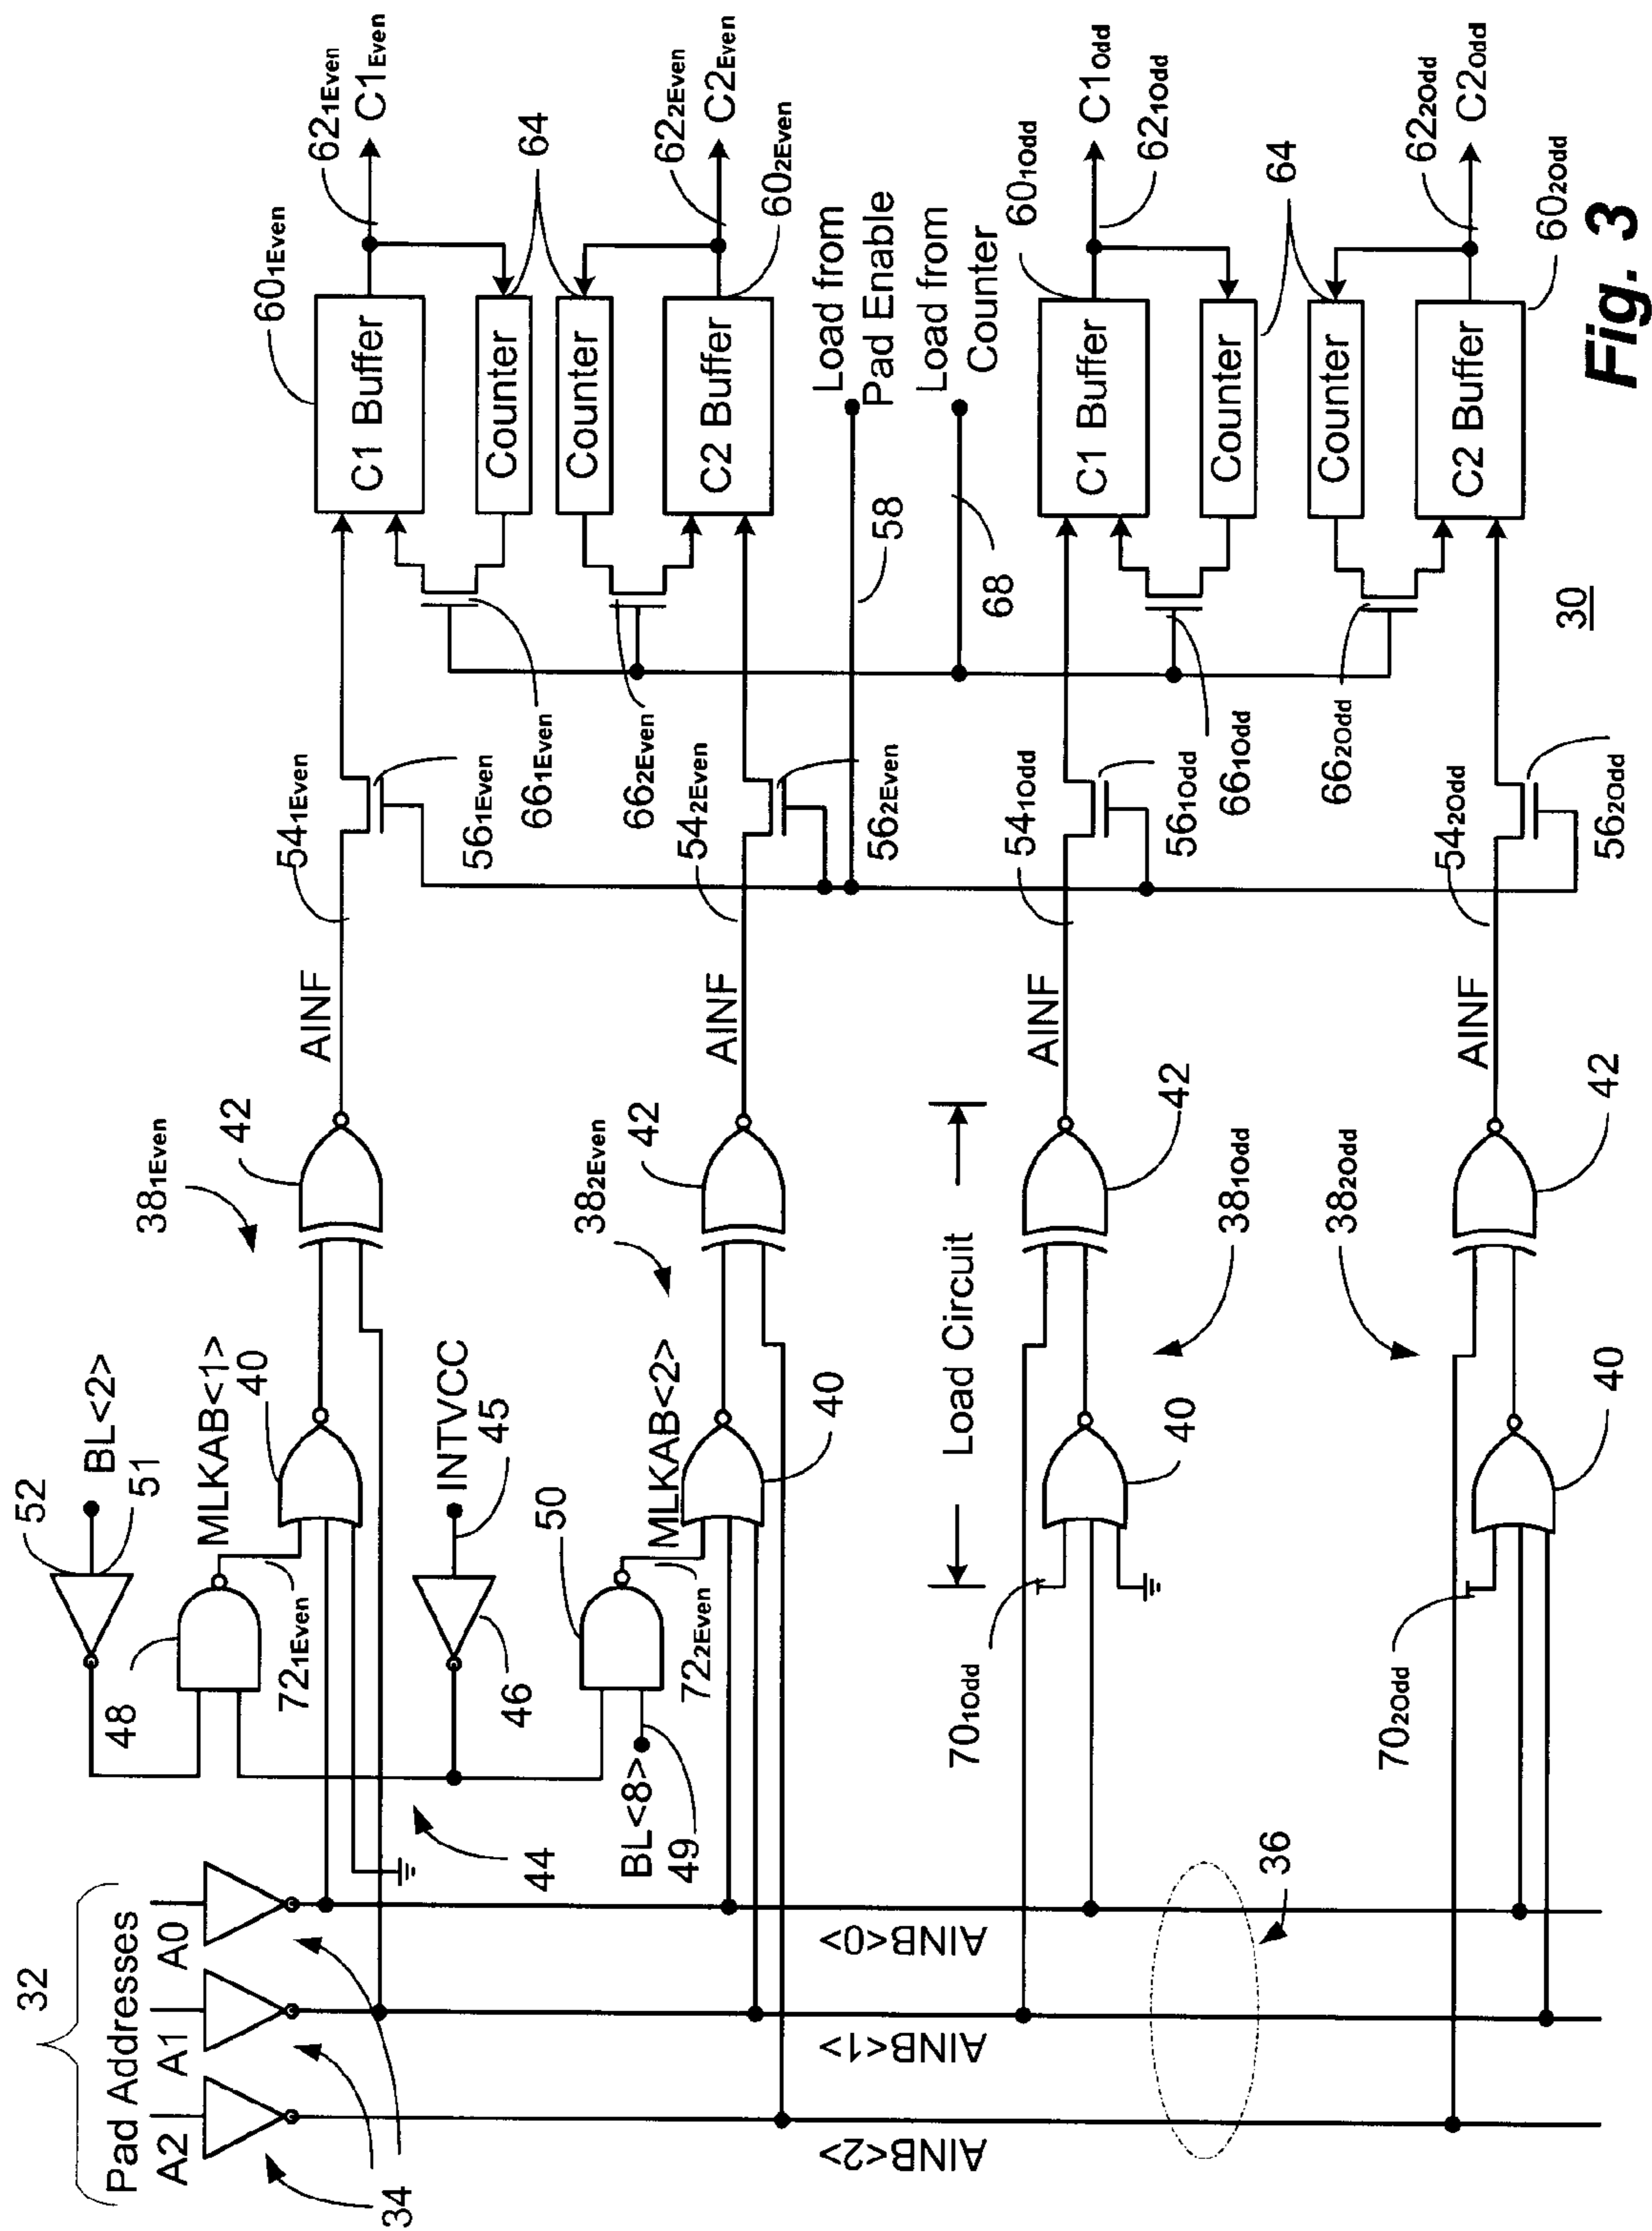 32
Pad Addresses
A2
A1
A0
34
44
36
AINB<2>
AINB<1>
AINB<0>
52
BL<2>
51
48
MLKAB<1>
72₁Even
40
38₁Even
42
AINF
54₁Even
56₁Even
60₁Even
C1 Buffer
62₁Even
C1Even
66₁Even
Counter
64
INTVCC
45
46
50
BL<8>
49
MLKAB<2>
72₂Even
40
38₂Even
42
AINF
54₂Even
56₂Even
66₂Even
Counter
C2 Buffer
62₂Even
C2Even
60₂Even
Load from
Pad Enable
58
Load from
Counter
68
Load Circuit
70₁Odd
40
42
38₁Odd
AINF
54₁Odd
56₁Odd
66₁Odd
60₁Odd
C1 Buffer
C1Odd
62₁Odd
Counter
64
70₂Odd
40
38₂Odd
42
AINF
54₂Odd
56₂Odd
66₂Odd
Counter
C2 Buffer
62₂Odd
C2Odd
60₂Odd
30
Fig. 3